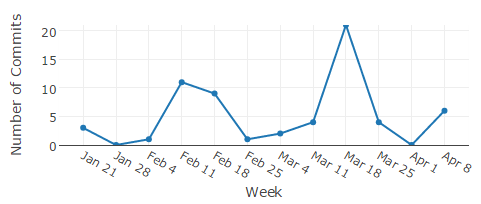 Number of Commits
20
15
10
5
0
Jan 21
Jan 28
Feb 4
Feb 11
Feb 18
Feb 25
Mar 4
Mar 11
Mar 18
Mar 25
Apr 1
Apr 8
Week